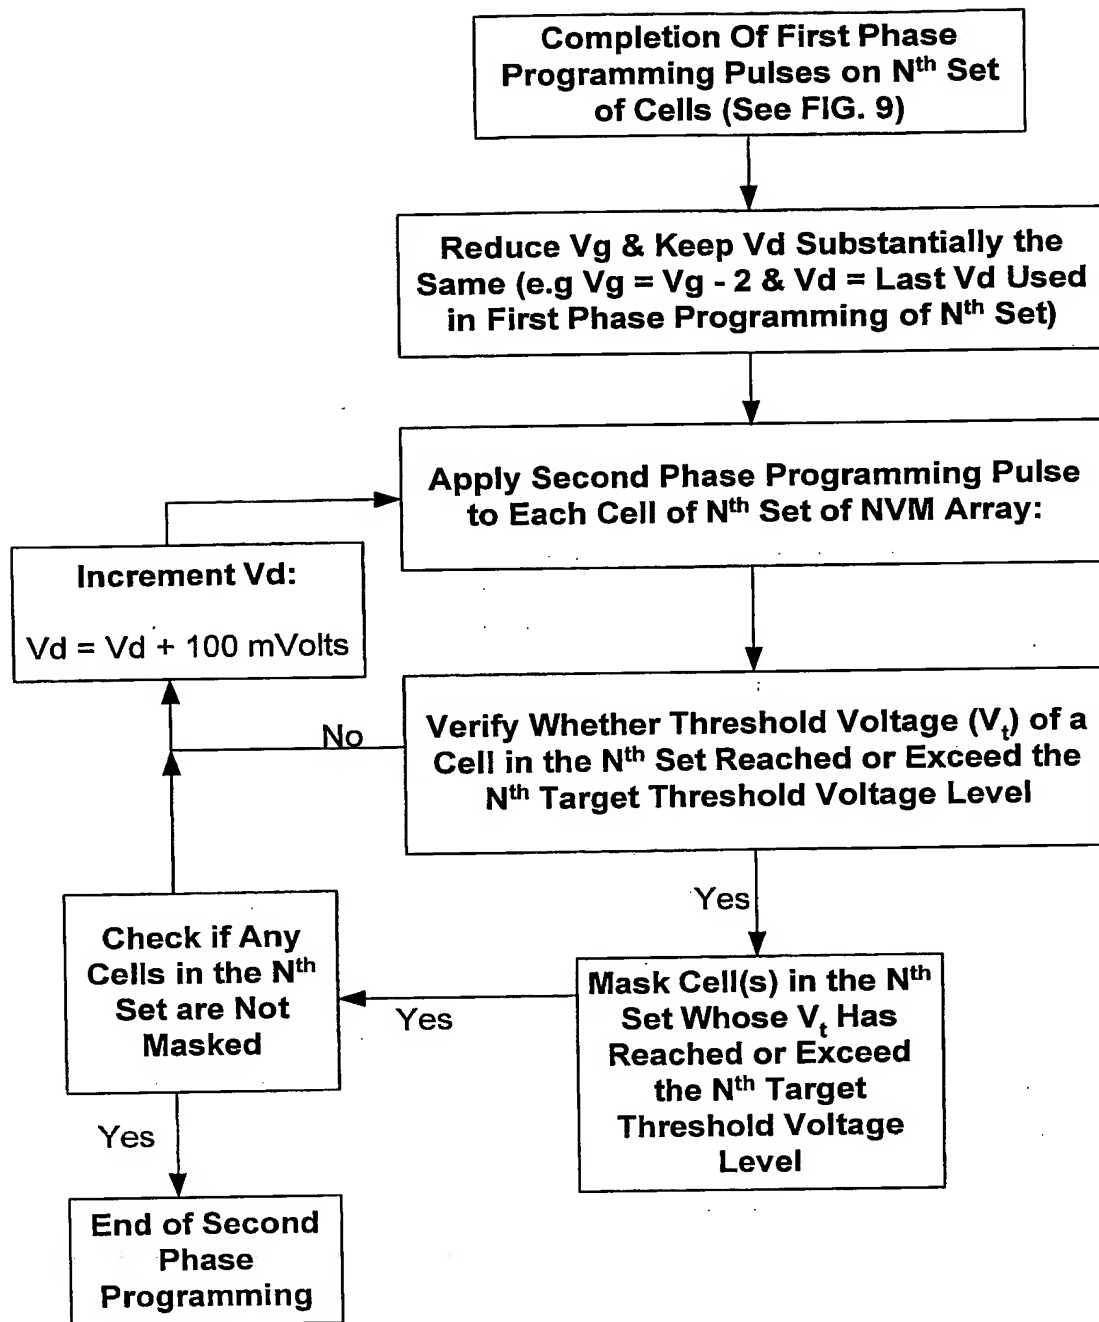 Completion Of First Phase
Programming Pulses on Nth Set
of Cells (See FIG. 9)
Reduce Vg & Keep Vd Substantially the
Same (e.g Vg = Vg - 2 & Vd = Last Vd Used
in First Phase Programming of Nth Set)
Apply Second Phase Programming Pulse
to Each Cell of Nth Set of NVM Array:
Increment Vd:
Vd = Vd + 100 mVolts
Verify Whether Threshold Voltage (Vt) of a
Cell in the Nth Set Reached or Exceed the
Nth Target Threshold Voltage Level
No
Yes
Mask Cell(s) in the Nth
Set Whose Vt Has
Reached or Exceed
the Nth Target
Threshold Voltage
Level
Yes
Check if Any
Cells in the Nth
Set are Not
Masked
Yes
End of Second
Phase
Programming